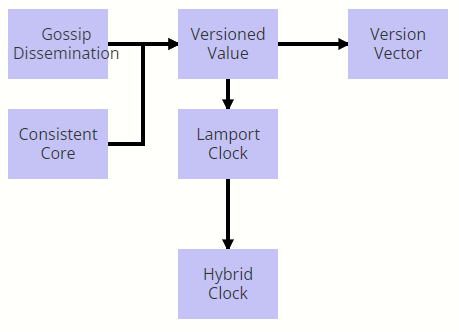 Gossip
Dissemination
Versioned
Value
Version
Vector
Consistent
Core
Lamport
Clock
Hybrid
Clock